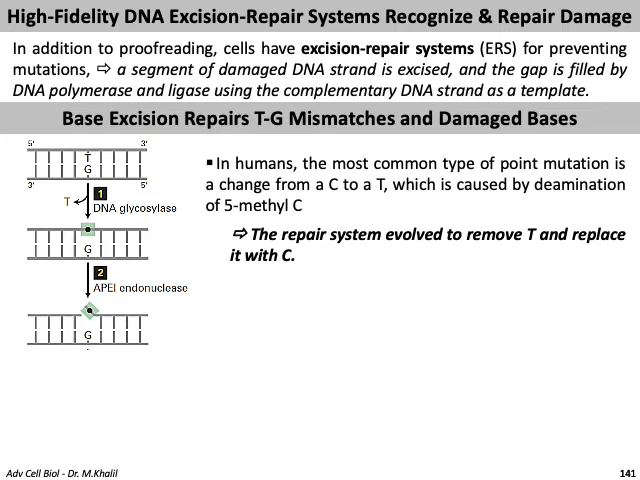 High-Fidelity DNA Excision-Repair Systems Recognize & Repair Damage
In addition to proofreading, cells have excision-repair systems (ERS) for preventing
mutations, ⇨ a segment of damaged DNA strand is excised, and the gap is filled by
DNA polymerase and ligase using the complementary DNA strand as a template.
Base Excision Repairs T-G Mismatches and Damaged Bases
5' 3'
T
G
3' 5'
T
1
DNA glycosylase
G
2
APEI endonuclease
G
▪In humans, the most common type of point mutation is
a change from a C to a T, which is caused by deamination
of 5-methyl C
⇨ The repair system evolved to remove T and replace
it with C.
Adv Cell Biol - Dr. M.Khalil
141